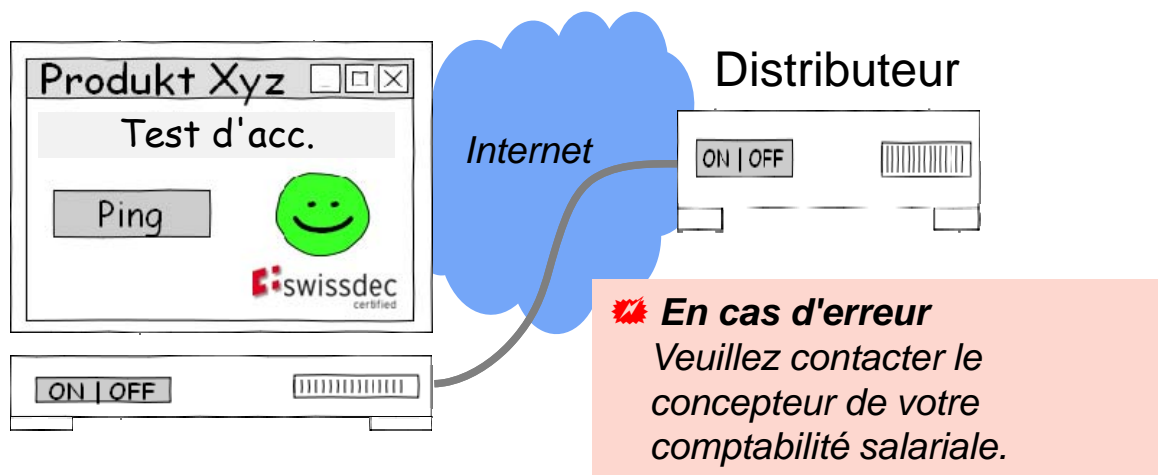 Produkt Xyz
Test d'acc.
Ping
swissdec
certified
ON | OFF
Internet
Distributeur
ON | OFF
En cas d'erreur
Veuillez contacter le
concepteur de votre
comptabilité salariale.